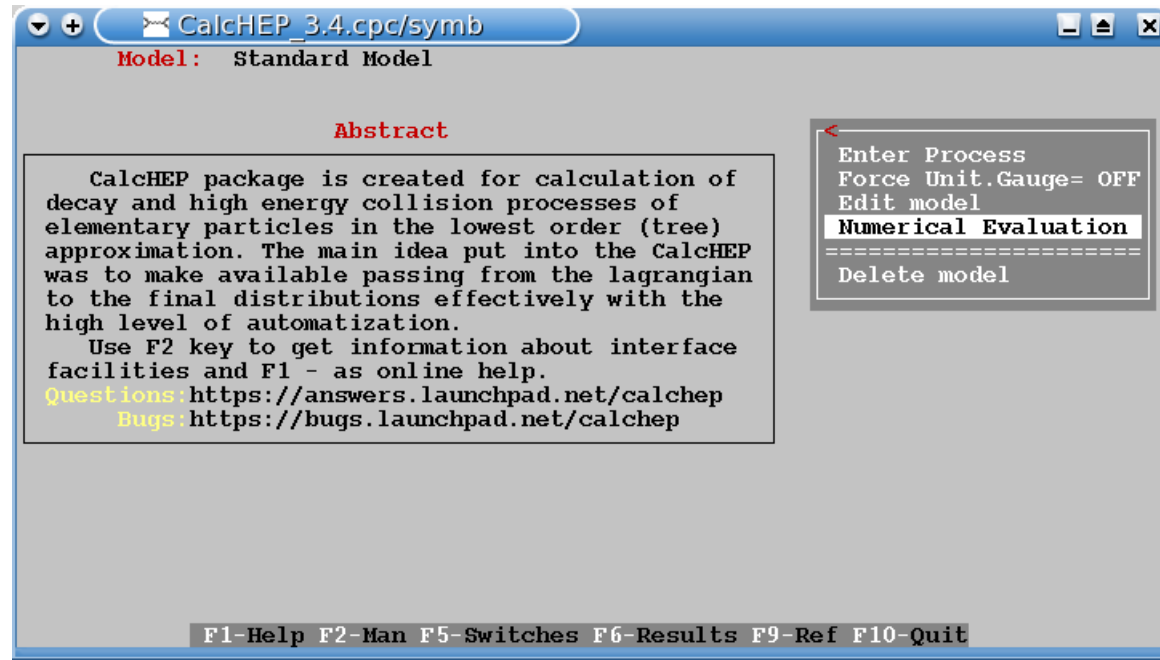 CalcHEP_3.4.cpc/symb
Model: Standard Model
Abstract
CalcHEP package is created for calculation of
decay and high energy collision processes of
elementary particles in the lowest order (tree)
approximation. The main idea put into the CalcHEP
was to make available passing from the lagrangian
to the final distributions effectively with the
high level of automatization.
Use F2 key to get information about interface
facilities and F1 - as online help.
Questions:https://answers.launchpad.net/calchep
Bugs:https://bugs.launchpad.net/calchep
<
Enter Process
Force Unit.Gauge= OFF
Edit model
Numerical Evaluation
======================
Delete model
F1-Help F2-Man F5-Switches F6-Results F9-Ref F10-Quit